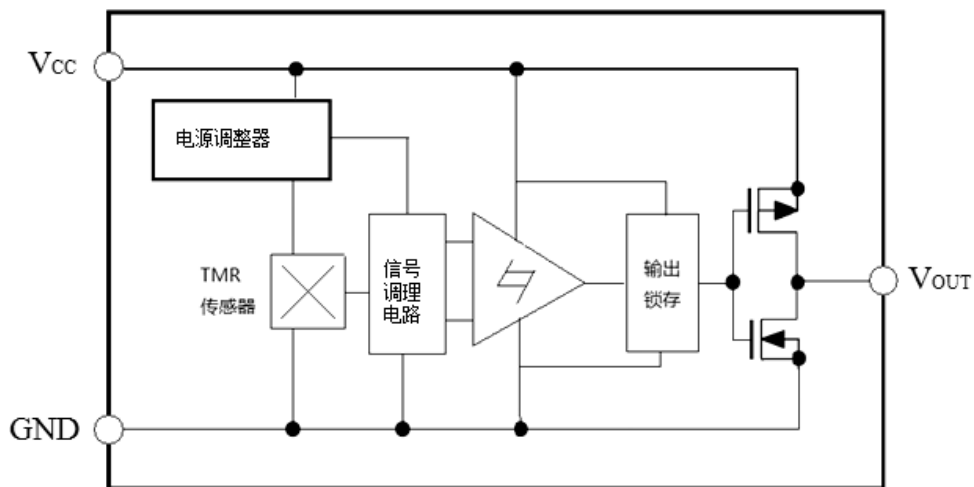 VCC
电源调整器
TMR
传感器
信号
调理
电路
输出
锁存
VOUT
GND